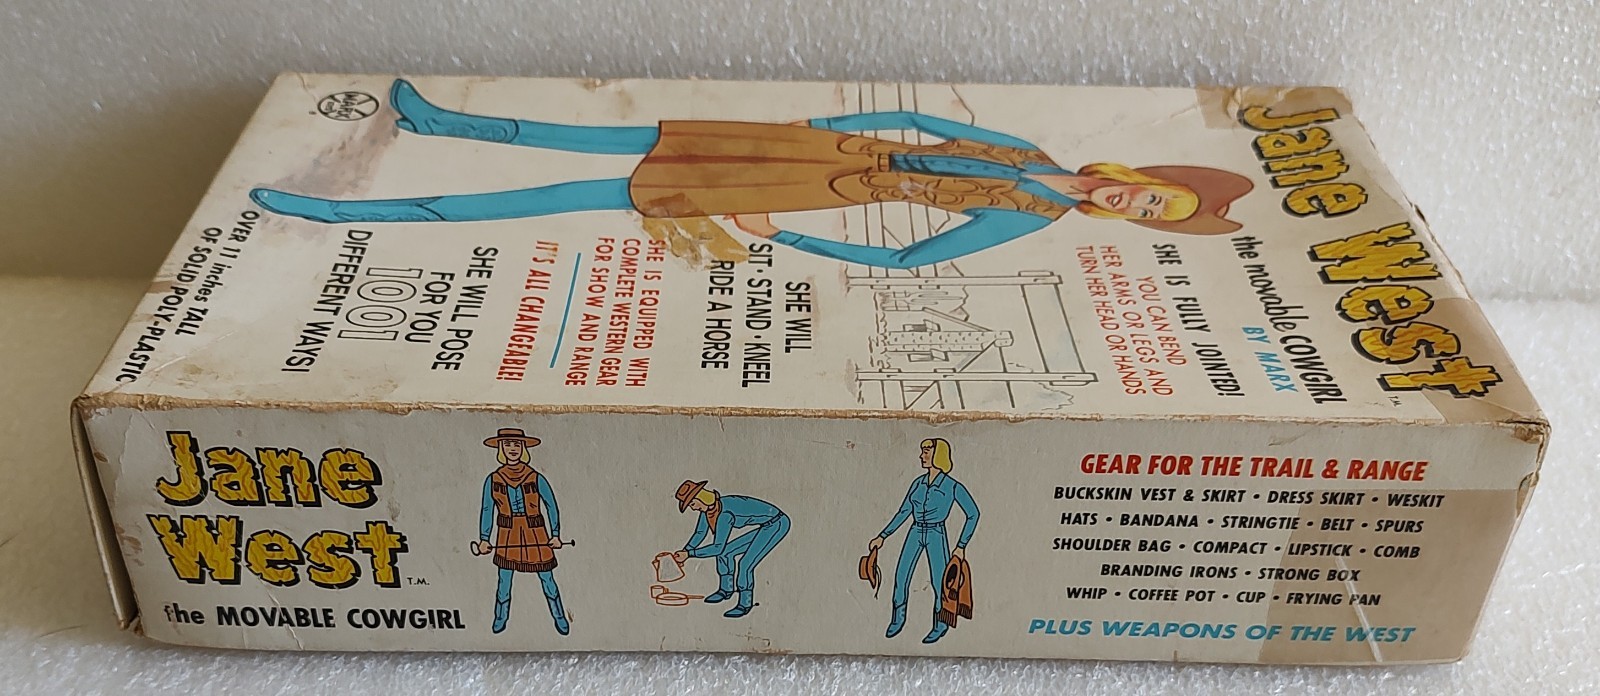 Jane West
T.M.
the movable COWGIRL
BY MARX
SHE IS FULLY JOINTED!
YOU CAN BEND
HER ARMS OR LEGS AND
TURN HER HEAD OR HANDS
SHE WILL
SIT · STAND · KNEEL
RIDE A HORSE
SHE IS EQUIPPED WITH
COMPLETE WESTERN GEAR
FOR SHOW AND RANGE
IT'S ALL CHANGEABLE!
SHE WILL POSE
FOR YOU
1001
DIFFERENT WAYS!
OVER 11 inches TALL
OF SOLID POLY-PLASTIC
MARX
Jane
West
T.M.
the MOVABLE COWGIRL
GEAR FOR THE TRAIL & RANGE
BUCKSKIN VEST & SKIRT • DRESS SKIRT • WESKIT
HATS • BANDANA • STRINGTIE • BELT • SPURS
SHOULDER BAG • COMPACT • LIPSTICK • COMB
BRANDING IRONS • STRONG BOX
WHIP • COFFEE POT • CUP • FRYING PAN
PLUS WEAPONS OF THE WEST